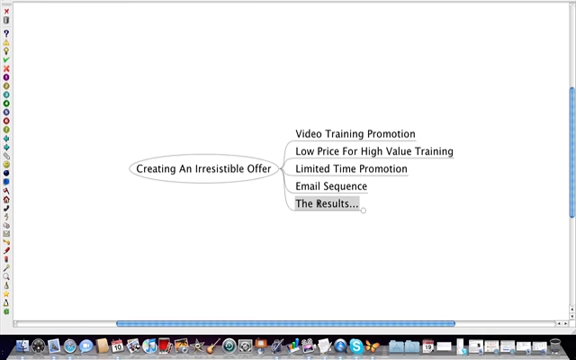 Creating An Irresistible Offer
Video Training Promotion
Low Price For High Value Training
Limited Time Promotion
Email Sequence
The Results...